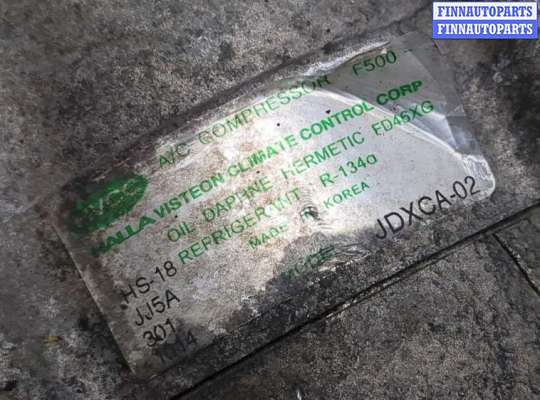 FINNAUTOPARTS
FINNAUTOPARTS
A/C COMPRESSOR F500
HALLA VISTEON CLIMATE CONTROL CORP
OIL DAPHNE HERMETIC FD46XG
REFRIGERANT R-134a
MADE IN KOREA
HS-18
JDXCA-02
JJ5A
301